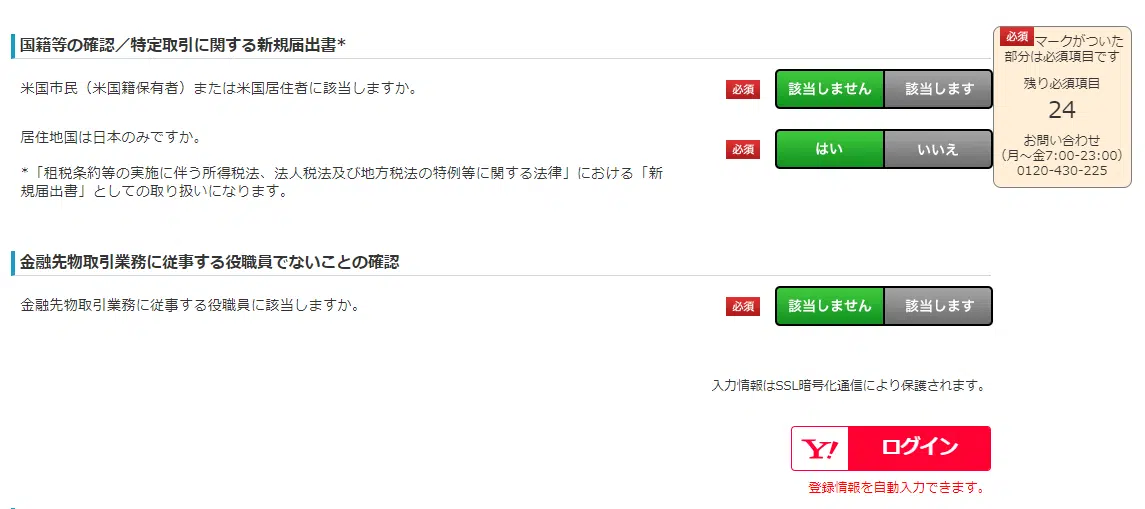 国籍等の確認／特定取引に関する新規届出書*
米国市民（米国籍保有者）または米国居住者に該当しますか。
必須
該当しません
該当します
居住地国は日本のみですか。
必須
はい
いいえ
*「租税条約等の実施に伴う所得税法、法人税法及び地方税法の特例等に関する法律」における「新
規届出書」としての取り扱いになります。
必須 マークがついた
部分は必須項目です
残り必須項目
24
お問い合わせ
（月～金7:00-23:00）
0120-430-225
金融先物取引業務に従事する役職員でないことの確認
金融先物取引業務に従事する役職員に該当しますか。
必須
該当しません
該当します
入力情報はSSL暗号化通信により保護されます。
Y! ログイン
登録情報を自動入力できます。